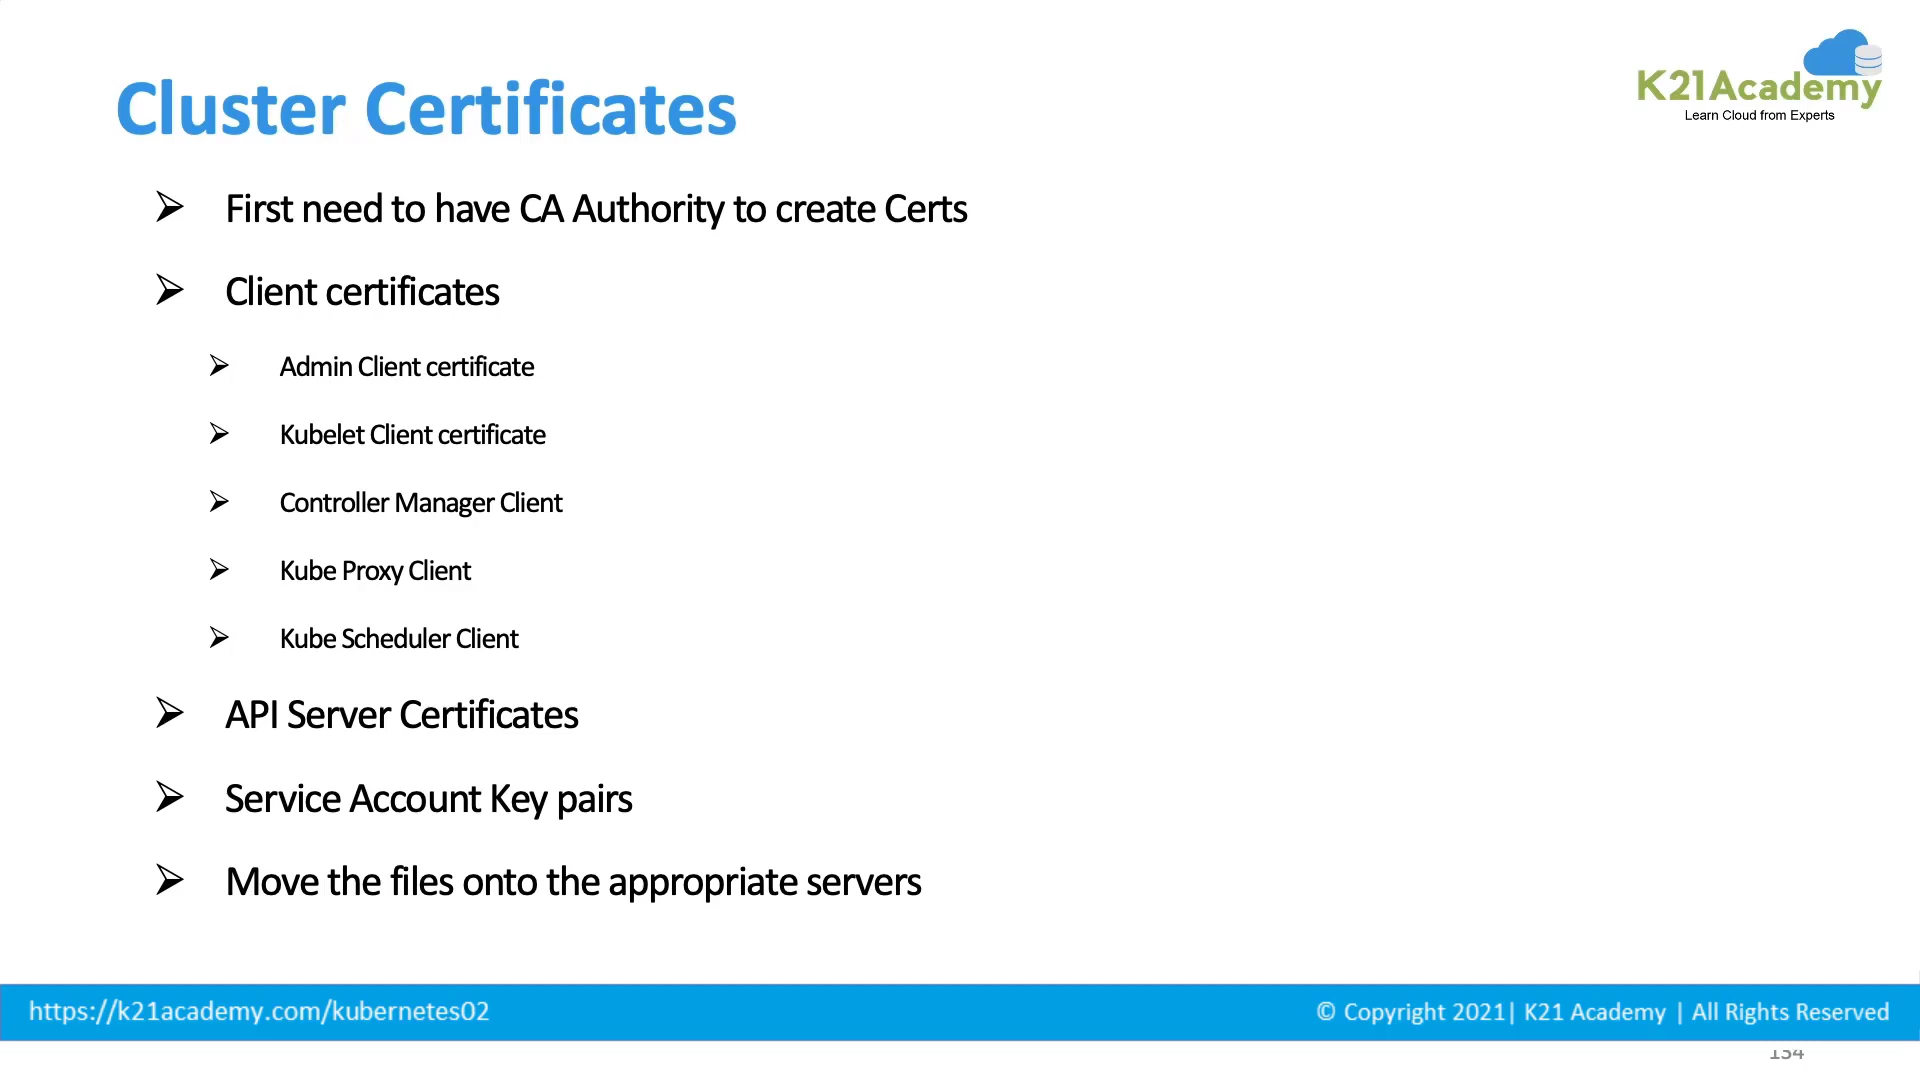 Cluster Certificates
K21Academy
Learn Cloud from Experts
First need to have CA Authority to create Certs
Client certificates
Admin Client certificate
Kubelet Client certificate
Controller Manager Client
Kube Proxy Client
Kube Scheduler Client
API Server Certificates
Service Account Key pairs
Move the files onto the appropriate servers
https://k21academy.com/kubernetes02
© Copyright 2021| K21 Academy | All Rights Reserved
134